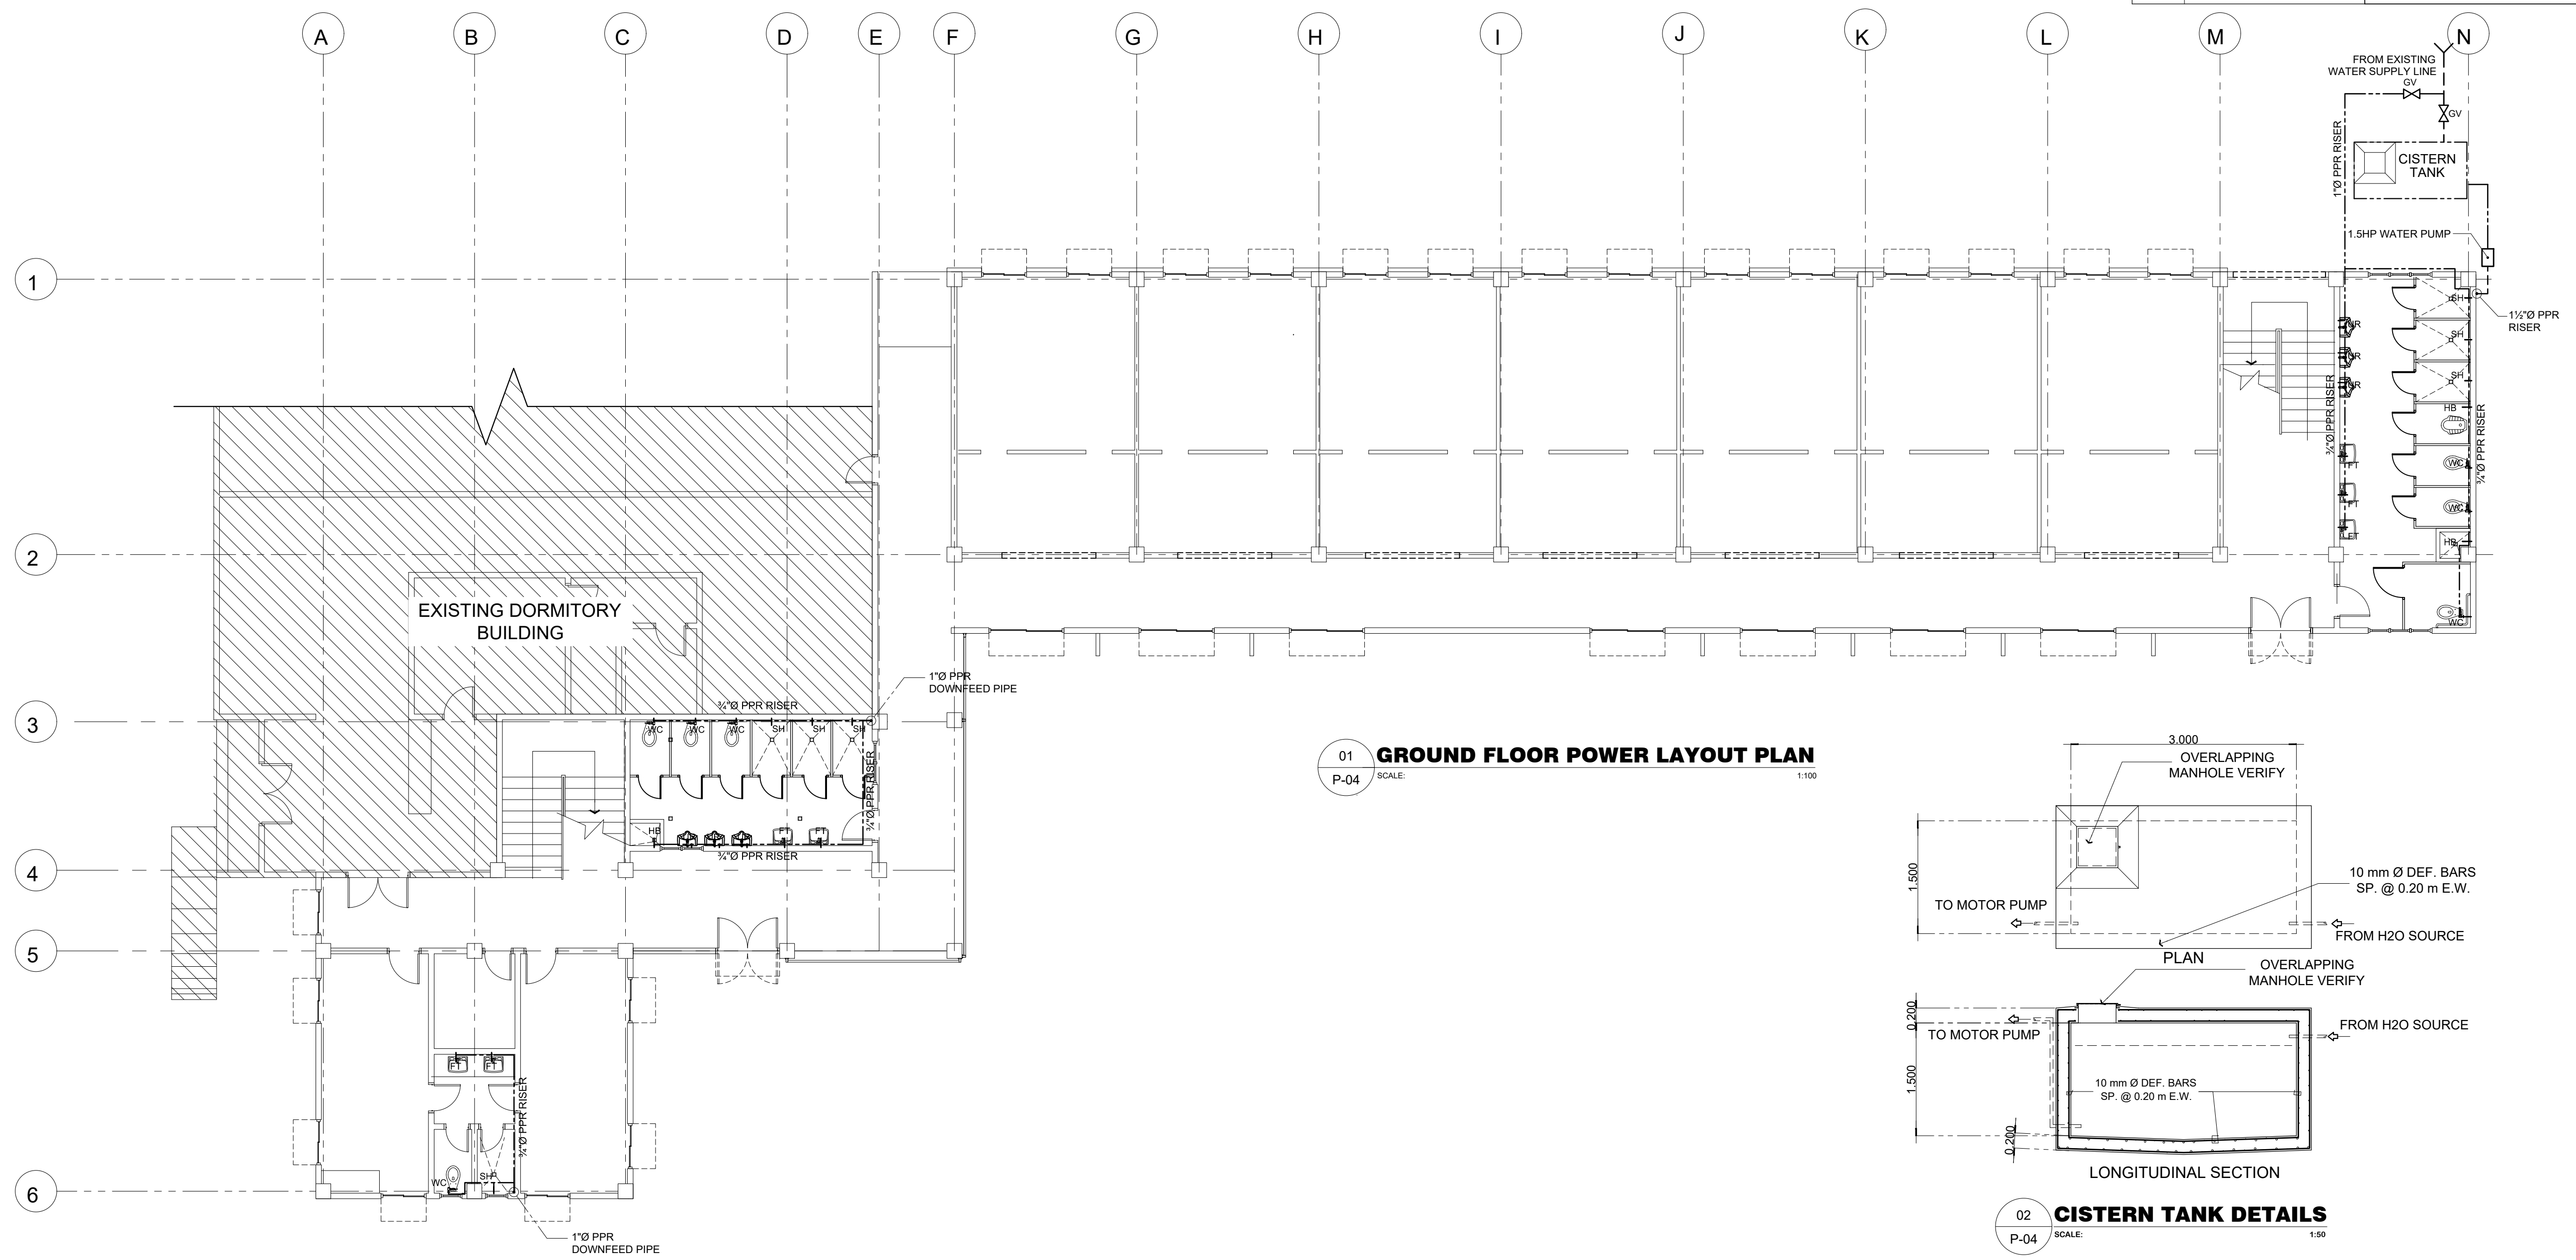 A B C D E F G H I J K L M N
FROM EXISTING
WATER SUPPLY LINE
GV
GV
1"Ø PPR RISER
CISTERN
TANK
1.5HP WATER PUMP
1
1½"Ø PPR
RISER
SH
SH
SH
UR
UR
UR
¾"Ø PPR RISER
HB
¾"Ø PPR RISER
WC
WC
FT
FT
FT
HB
2
WC
EXISTING DORMITORY
BUILDING
1"Ø PPR
DOWNFEED PIPE
3
¾"Ø PPR RISER
WC WC WC SH SH SH
¾"Ø PPR RISER
HB FT FT
¾"Ø PPR RISER
4
5
FT FT
¾"Ø PPR RISER
WC SH
6
1"Ø PPR
DOWNFEED PIPE
01
P-04
GROUND FLOOR POWER LAYOUT PLAN
SCALE: 1:100
3.000
OVERLAPPING
MANHOLE VERIFY
1.500
10 mm Ø DEF. BARS
SP. @ 0.20 m E.W.
TO MOTOR PUMP
FROM H2O SOURCE
PLAN
OVERLAPPING
MANHOLE VERIFY
0.200
TO MOTOR PUMP
FROM H2O SOURCE
1.500
10 mm Ø DEF. BARS
SP. @ 0.20 m E.W.
0.200
LONGITUDINAL SECTION
02
P-04
CISTERN TANK DETAILS
SCALE: 1:50